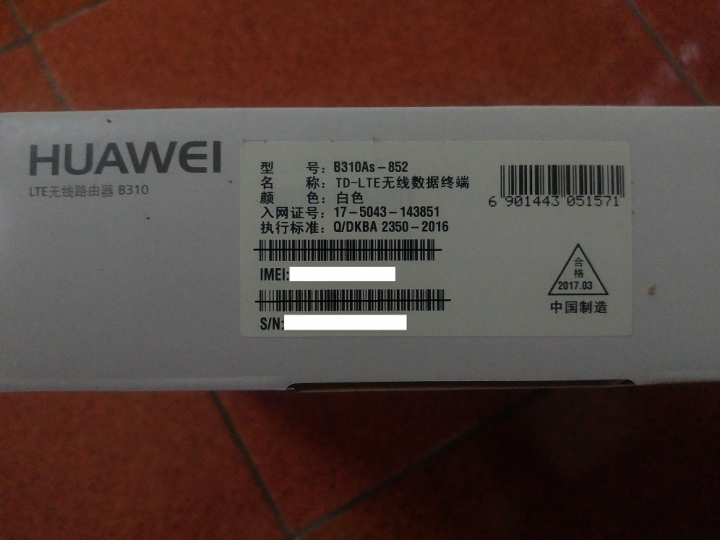 HUAWEI
LTE无线路由器 B310
型 号: B310As-852
名 称: TD-LTE无线数据终端
颜 色: 白色
入网证号: 17-5043-143851
执行标准: Q/DKBA 2350-2016
IMEI:
S/N:
6 901443 051571
合格
2017.03
中国制造